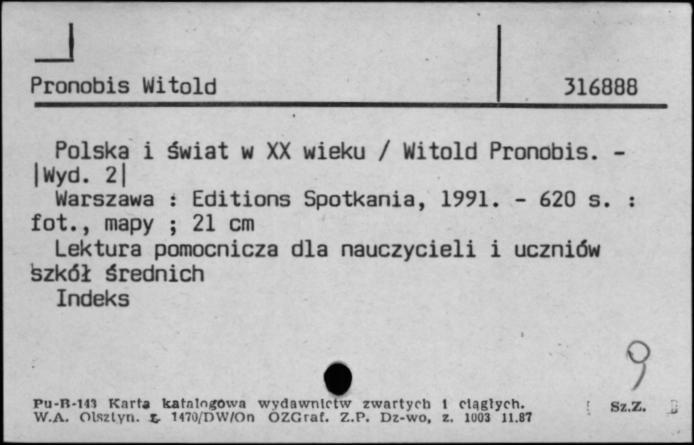 Pronobis Witold 316888
Polska i świat w XX wieku / Witold Pronobis. -
|Wyd. 2|
Warszawa : Editions Spotkania, 1991. - 620 s. :
fot., mapy ; 21 cm
Lektura pomocnicza dla nauczycieli i uczniów
szkół średnich
Indeks
9
Pu-B-143 Karta katalogowa wydawnictw zwartych i ciągłych. Sz.Z.
W.A. Olsztyn. z. 1470/DW/On OZGraf. Z.P. Dz-wo, z. 1003 11.87